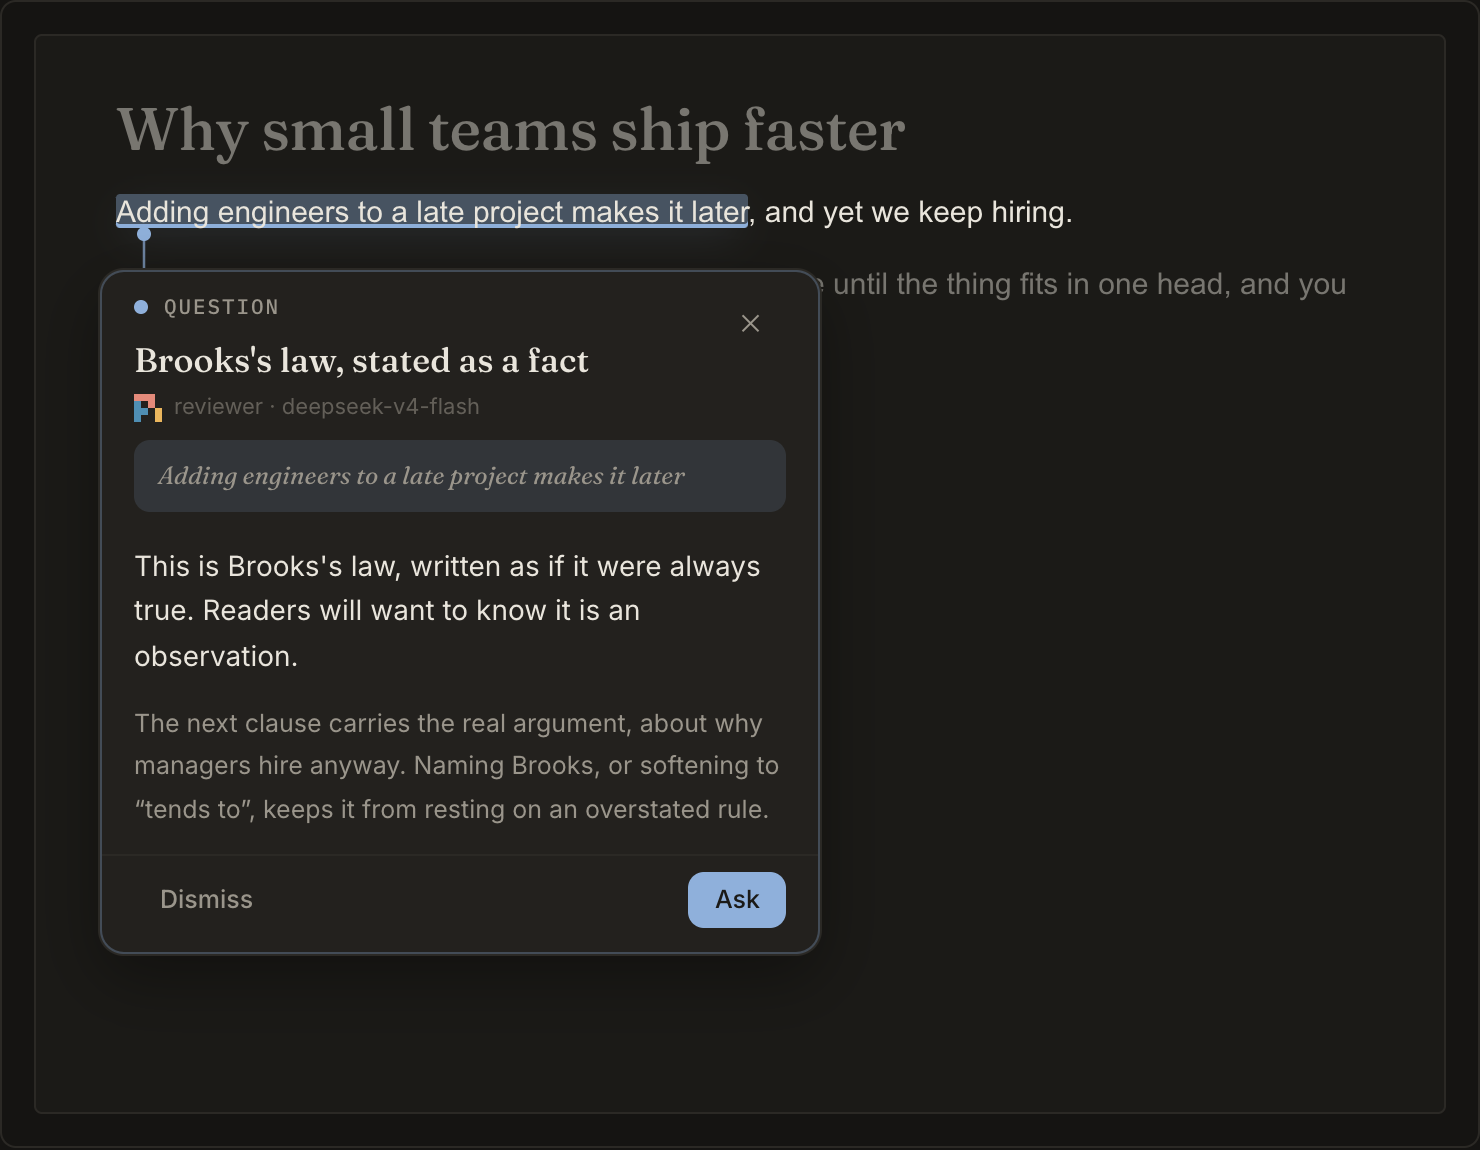 Why small teams ship faster
Adding engineers to a late project makes it later, and yet we keep hiring.
until the thing fits in one head, and you
QUESTION
Brooks's law, stated as a fact
reviewer · deepseek-v4-flash
Adding engineers to a late project makes it later
This is Brooks's law, written as if it were always
true. Readers will want to know it is an
observation.
The next clause carries the real argument, about why
managers hire anyway. Naming Brooks, or softening to
“tends to”, keeps it from resting on an overstated rule.
Dismiss
Ask